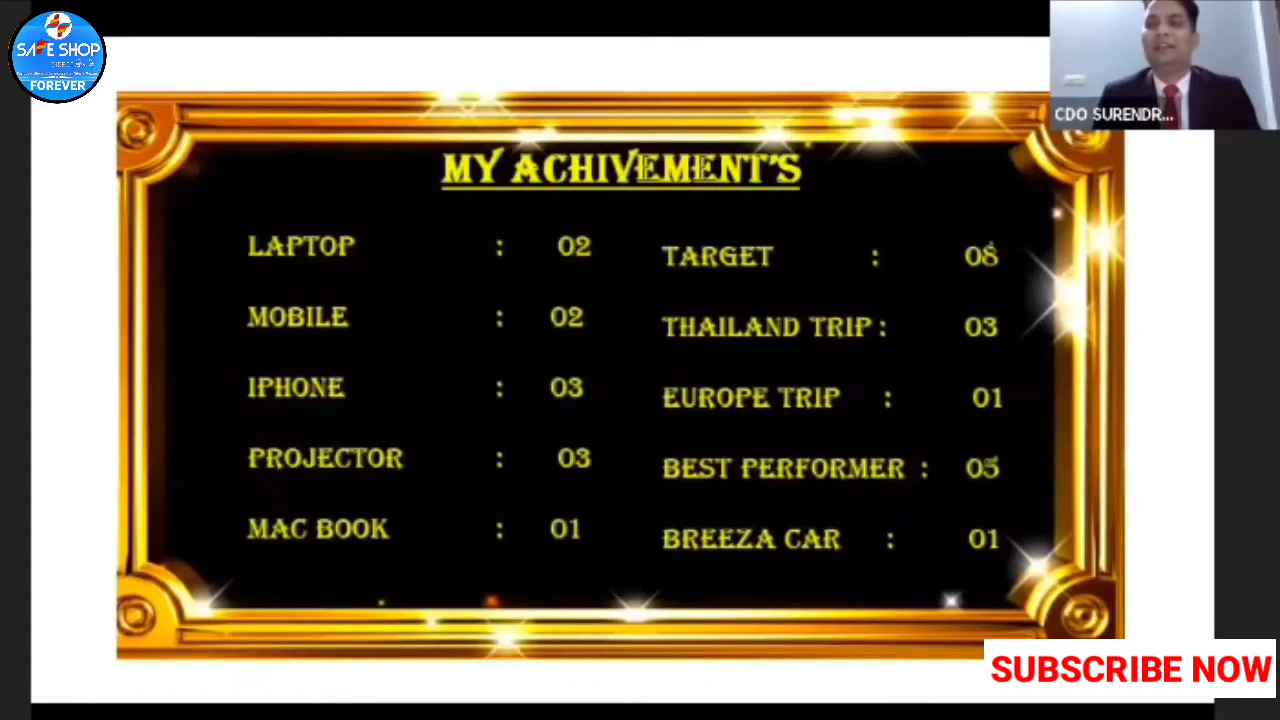 SAFE SHOP
FOREVER
CDO SURENDR...
MY ACHIVEMENT'S
LAPTOP : 02
MOBILE : 02
IPHONE : 03
PROJECTOR : 03
MAC BOOK : 01
TARGET : 08
THAILAND TRIP : 03
EUROPE TRIP : 01
BEST PERFORMER : 05
BREEZA CAR : 01
SUBSCRIBE NOW